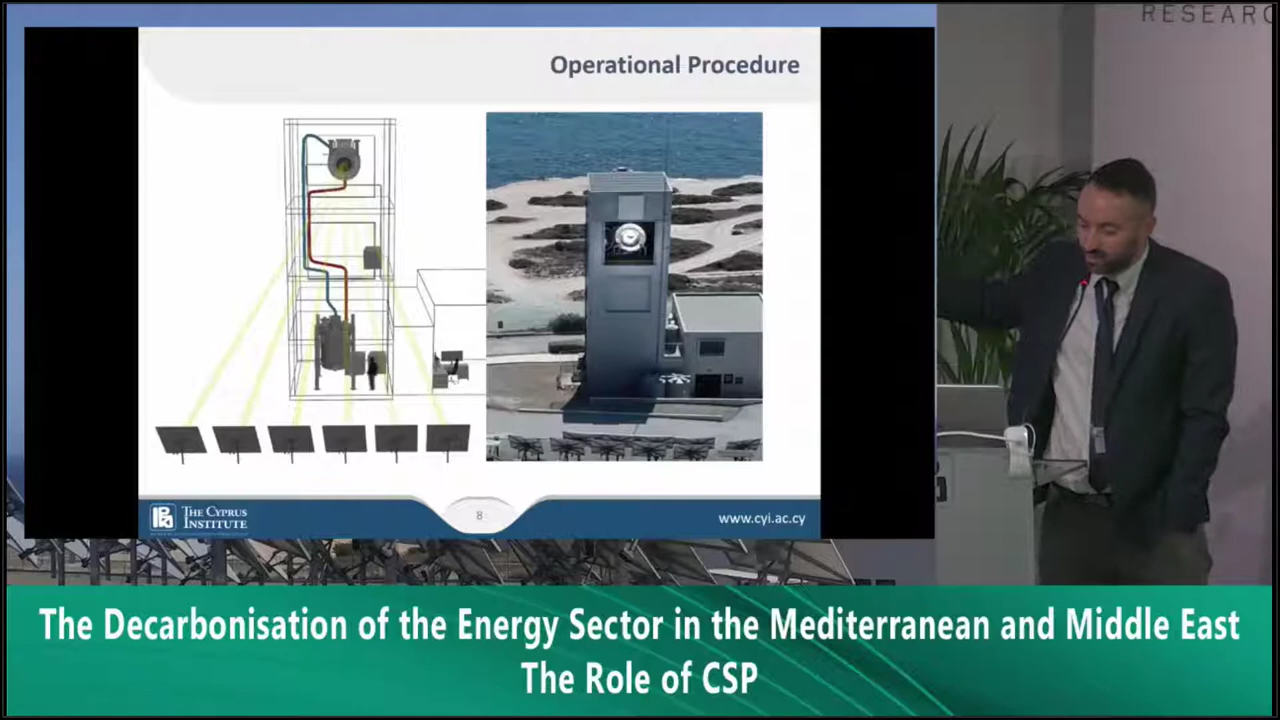 RESEARC
Operational Procedure
THE CYPRUS
INSTITUTE
8
www.cyi.ac.cy
The Decarbonisation of the Energy Sector in the Mediterranean and Middle East
The Role of CSP